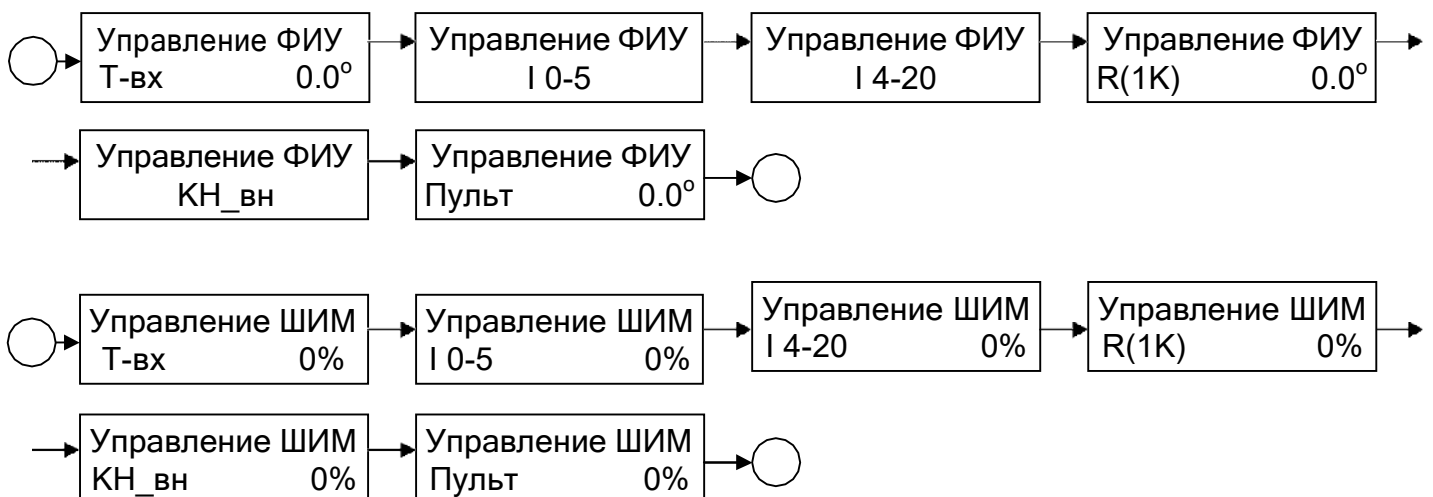 Управление ФИУ
Т-вх 0.0°
Управление ФИУ
I 0-5
Управление ФИУ
I 4-20
Управление ФИУ
R(1K) 0.0°
Управление ФИУ
КН_вн
Управление ФИУ
Пульт 0.0°
Управление ШИМ
Т-вх 0%
Управление ШИМ
I 0-5 0%
Управление ШИМ
I 4-20 0%
Управление ШИМ
R(1K) 0%
Управление ШИМ
КН_вн 0%
Управление ШИМ
Пульт 0%